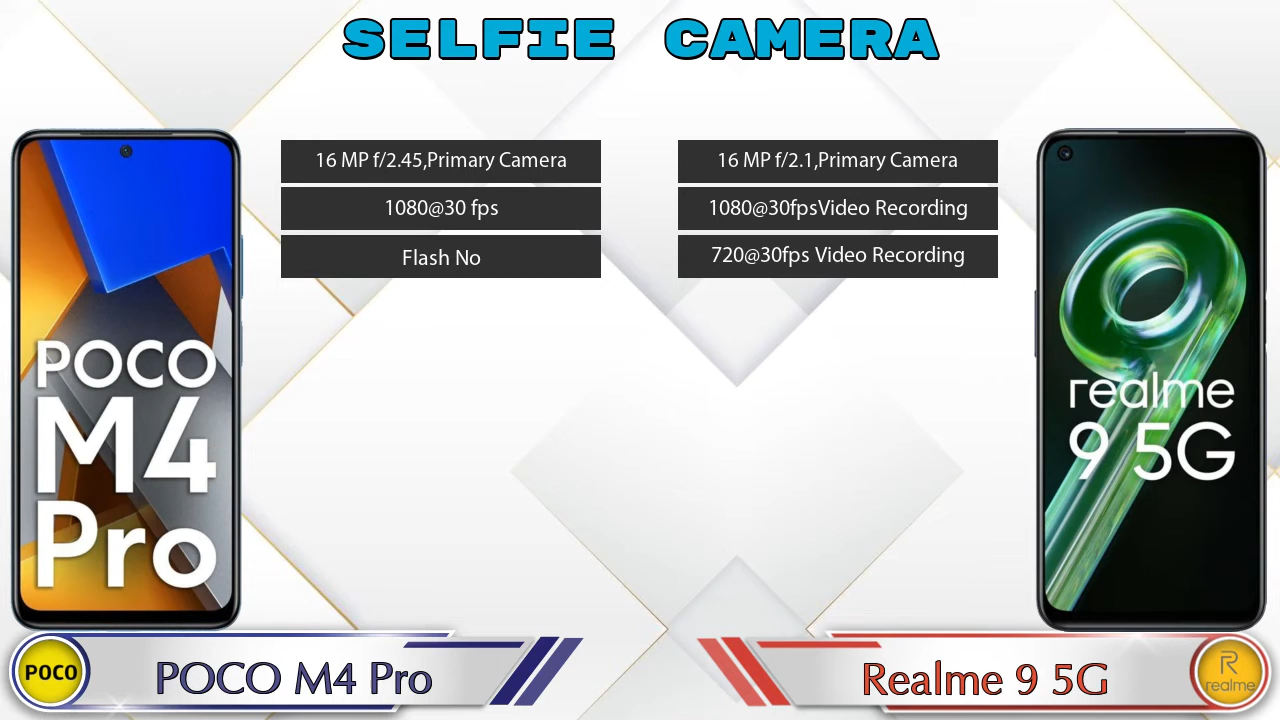 SELFIE CAMERA
16 MP f/2.45,Primary Camera
1080@30 fps
Flash No
16 MP f/2.1,Primary Camera
1080@30fpsVideo Recording
720@30fps Video Recording
POCO
M4
Pro
realme
9 5G
POCO
POCO M4 Pro
Realme 9 5G
R
realme